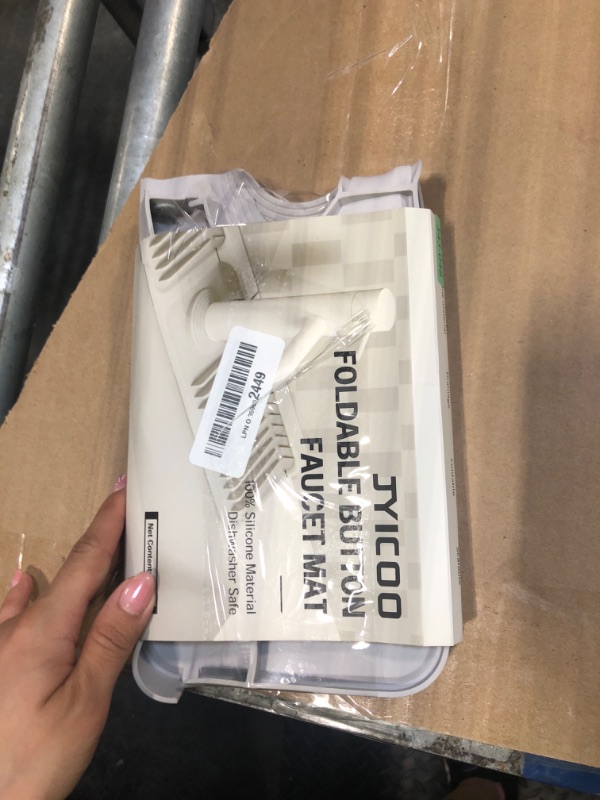 JYICOO
FOLDABLE BUTTON
FAUCET MAT
100% Silicone Material
Dishwasher Safe
Net Content
2449